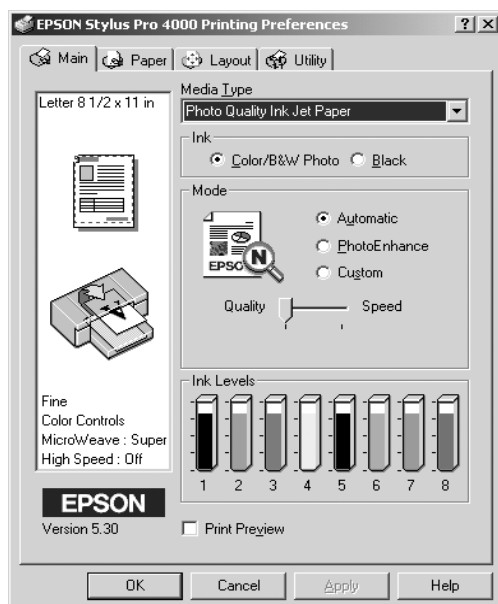 EPSON Stylus Pro 4000 Printing Preferences
Main Paper Layout Utility
Letter 8 1/2 x 11 in
Media Type
Photo Quality Ink Jet Paper
Ink
Color/B&W Photo Black
Mode
EPSO N
Automatic
PhotoEnhance
Custom
Quality Speed
Fine
Color Controls
MicroWeave : Super
High Speed : Off
Ink Levels
1 2 3 4 5 6 7 8
EPSON
Version 5.30
Print Preview
OK Cancel Apply Help